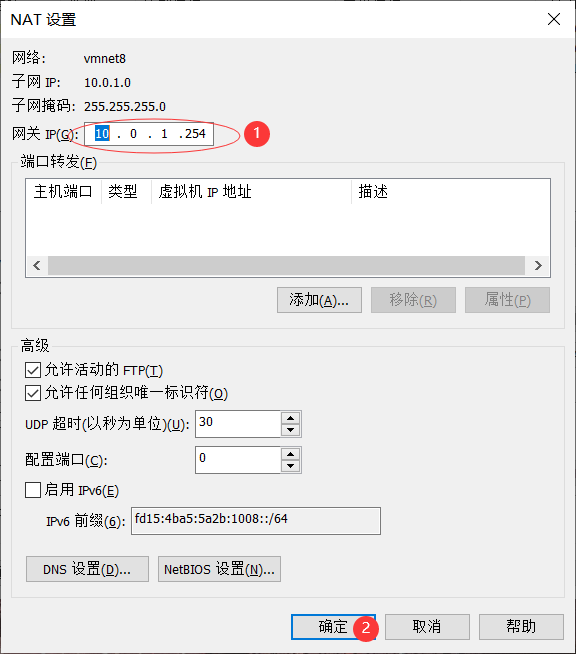 NAT 设置
网络: vmnet8
子网 IP: 10.0.1.0
子网掩码: 255.255.255.0
网关 IP(G): 10 . 0 . 1 .254 1
端口转发(F)
主机端口 类型 虚拟机 IP 地址 描述
添加(A)... 移除(R) 属性(P)
高级
允许活动的 FTP(T)
允许任何组织唯一标识符(O)
UDP 超时(以秒为单位)(U): 30
配置端口(C): 0
启用 IPv6(E)
IPv6 前缀(6): fd15:4ba5:5a2b:1008::/64
DNS 设置(D)... NetBIOS 设置(N)...
确定 2 取消 帮助